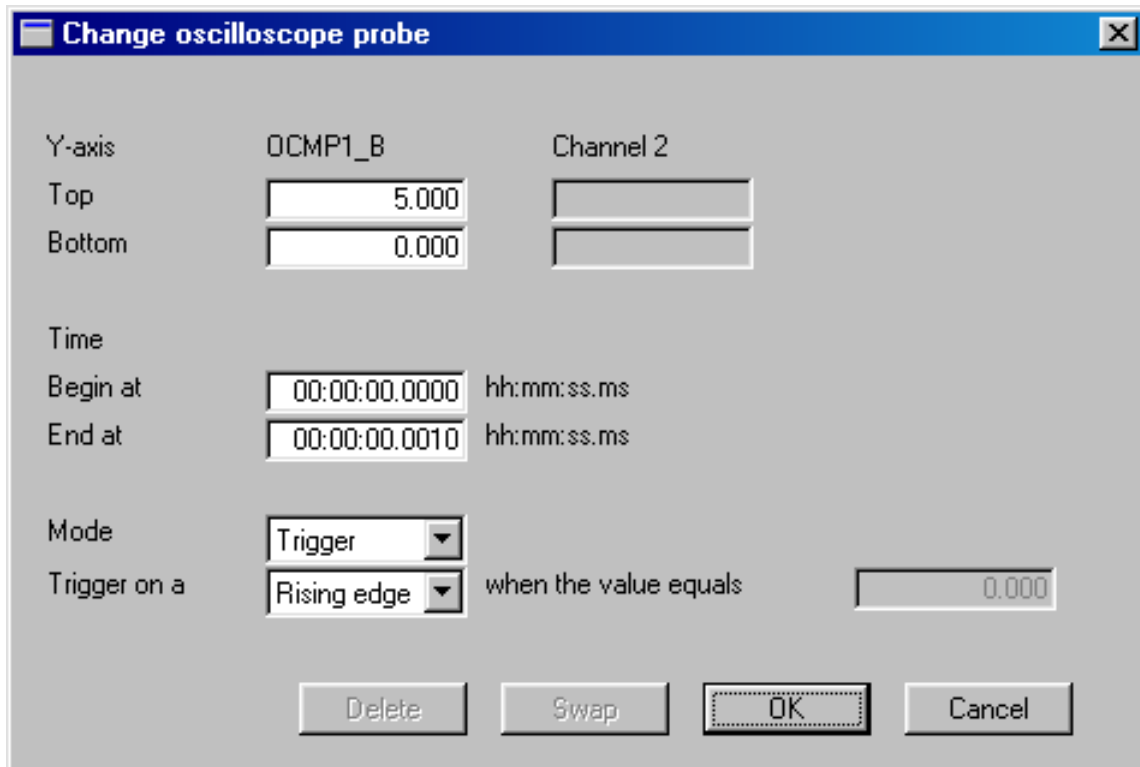 Change oscilloscope probe
Y-axis OCMP1_B Channel 2
Top 5.000
Bottom 0.000
Time
Begin at 00:00:00.0000 hh:mm:ss.ms
End at 00:00:00.0010 hh:mm:ss.ms
Mode Trigger
Trigger on a Rising edge when the value equals 0.000
Delete Swap OK Cancel